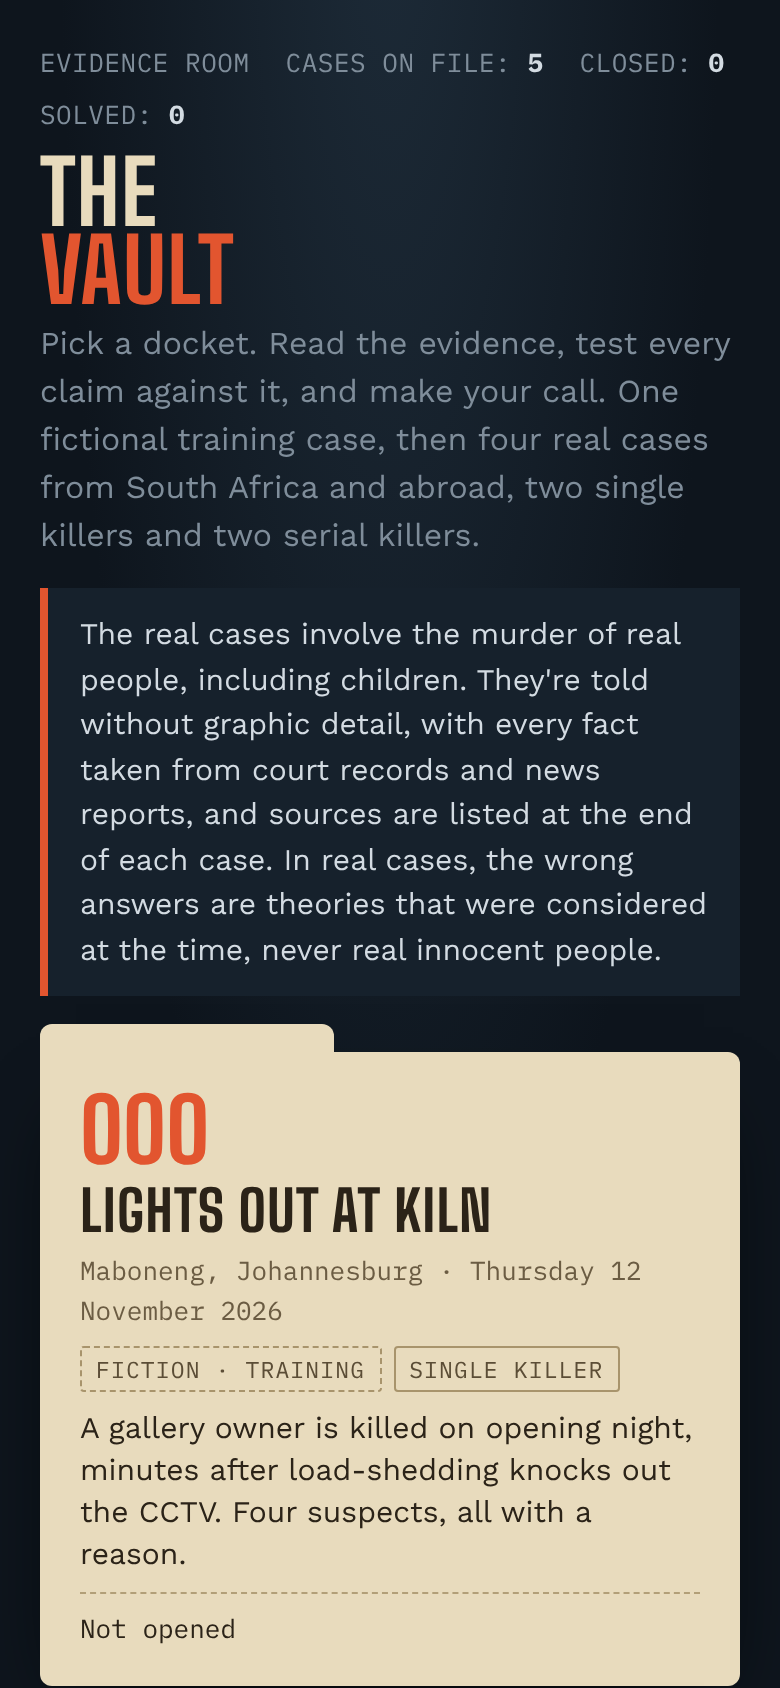 EVIDENCE ROOM CASES ON FILE: 5 CLOSED: 0
SOLVED: 0
THE
VAULT
Pick a docket. Read the evidence, test every
claim against it, and make your call. One
fictional training case, then four real cases
from South Africa and abroad, two single
killers and two serial killers.
The real cases involve the murder of real
people, including children. They're told
without graphic detail, with every fact
taken from court records and news
reports, and sources are listed at the end
of each case. In real cases, the wrong
answers are theories that were considered
at the time, never real innocent people.
000
LIGHTS OUT AT KILN
Maboneng, Johannesburg · Thursday 12
November 2026
FICTION · TRAINING SINGLE KILLER
A gallery owner is killed on opening night,
minutes after load-shedding knocks out
the CCTV. Four suspects, all with a
reason.
Not opened